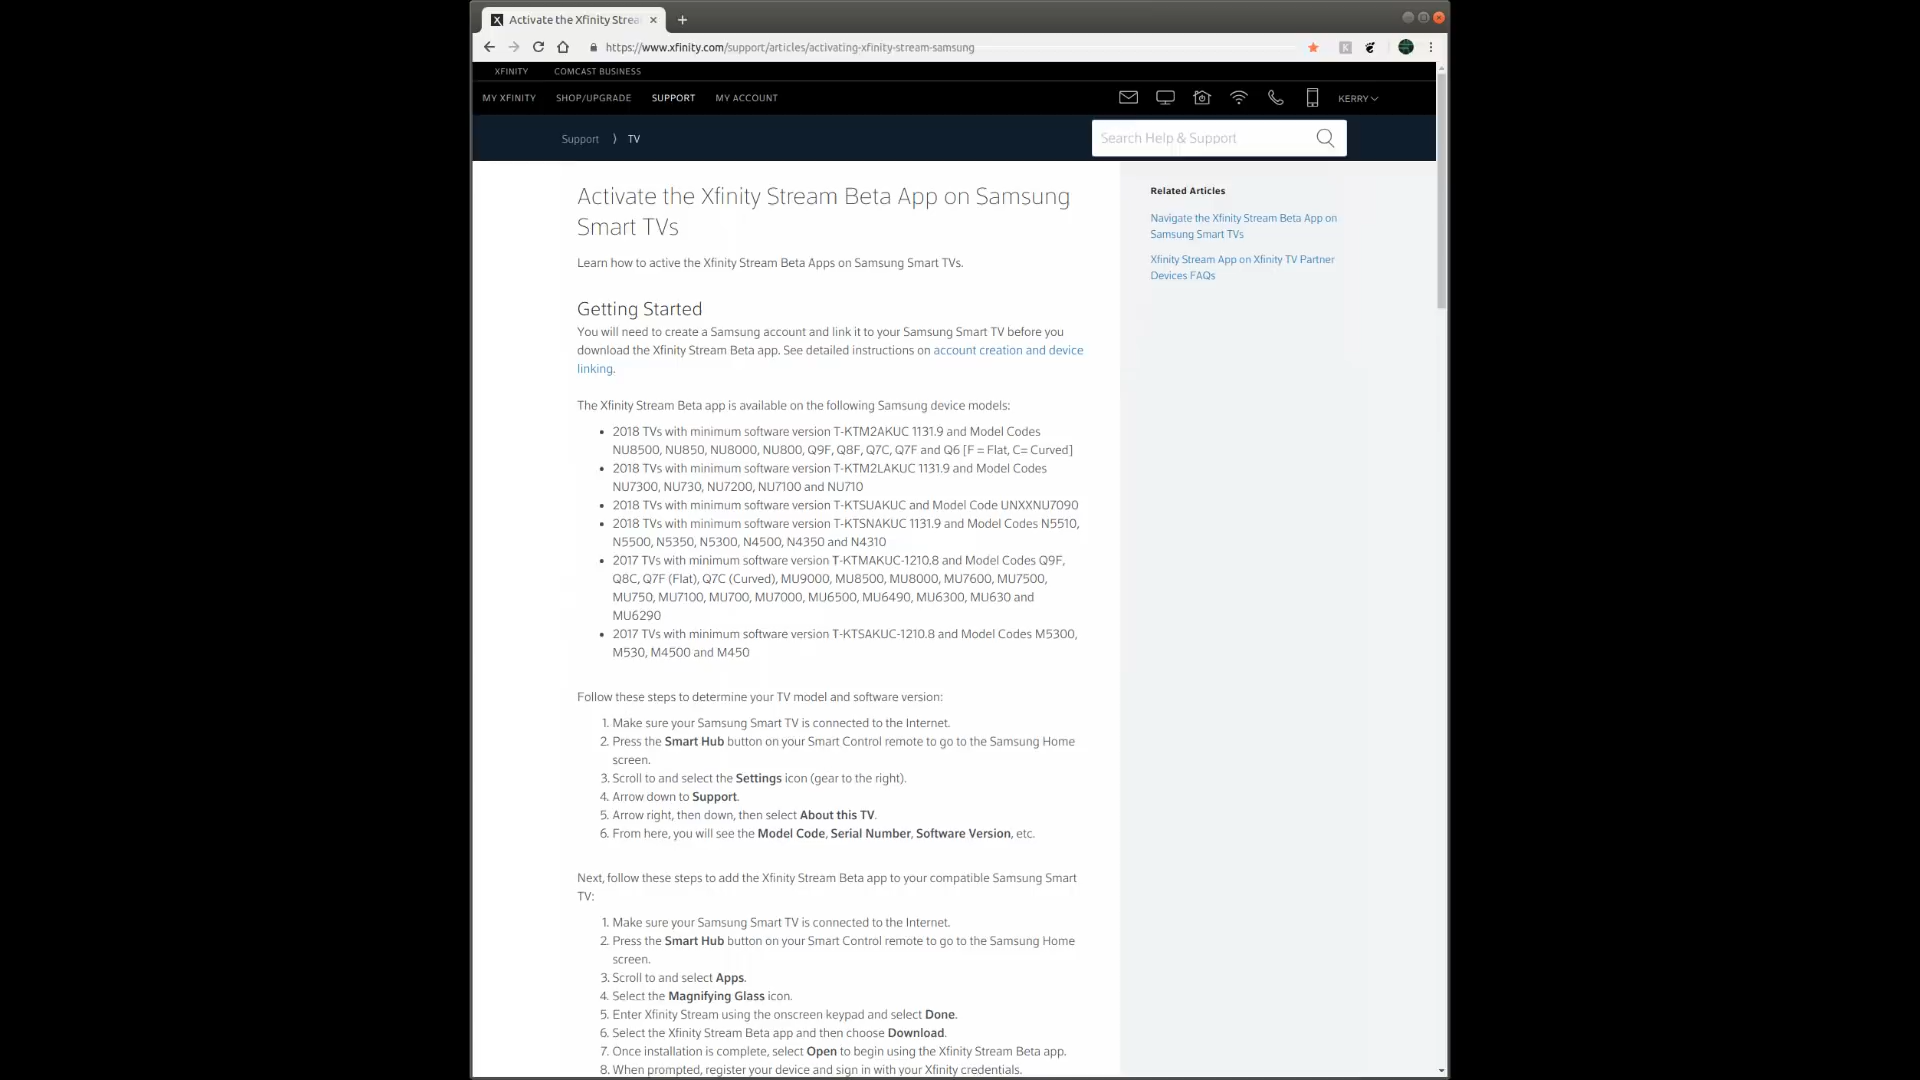 Activate the Xfinity Strea
https://www.xfinity.com/support/articles/activating-xfinity-stream-samsung
XFINITY COMCAST BUSINESS
MY XFINITY SHOP/UPGRADE SUPPORT MY ACCOUNT KERRY
Support TV Search Help & Support
Activate the Xfinity Stream Beta App on Samsung
Smart TVs
Learn how to active the Xfinity Stream Beta Apps on Samsung Smart TVs.
Getting Started
You will need to create a Samsung account and link it to your Samsung Smart TV before you
download the Xfinity Stream Beta app. See detailed instructions on account creation and device
linking.
The Xfinity Stream Beta app is available on the following Samsung device models:
• 2018 TVs with minimum software version T-KTM2AKUC 1131.9 and Model Codes
NU8500, NU850, NU8000, NU800, Q9F, Q8F, Q7C, Q7F and Q6 [F = Flat, C= Curved]
• 2018 TVs with minimum software version T-KTM2LAKUC 1131.9 and Model Codes
NU7300, NU730, NU7200, NU7100 and NU710
• 2018 TVs with minimum software version T-KTSUAKUC and Model Code UNXXNU7090
• 2018 TVs with minimum software version T-KTSNAKUC 1131.9 and Model Codes N5510,
N5500, N5350, N5300, N4500, N4350 and N4310
• 2017 TVs with minimum software version T-KTMAKUC-1210.8 and Model Codes Q9F,
Q8C, Q7F (Flat), Q7C (Curved), MU9000, MU8500, MU8000, MU7600, MU7500,
MU750, MU7100, MU700, MU7000, MU6500, MU6490, MU6300, MU630 and
MU6290
• 2017 TVs with minimum software version T-KTSAKUC-1210.8 and Model Codes M5300,
M530, M4500 and M450
Follow these steps to determine your TV model and software version:
1. Make sure your Samsung Smart TV is connected to the Internet.
2. Press the Smart Hub button on your Smart Control remote to go to the Samsung Home
screen.
3. Scroll to and select the Settings icon (gear to the right).
4. Arrow down to Support.
5. Arrow right, then down, then select About this TV.
6. From here, you will see the Model Code, Serial Number, Software Version, etc.
Next, follow these steps to add the Xfinity Stream Beta app to your compatible Samsung Smart
TV:
1. Make sure your Samsung Smart TV is connected to the Internet.
2. Press the Smart Hub button on your Smart Control remote to go to the Samsung Home
screen.
3. Scroll to and select Apps.
4. Select the Magnifying Glass icon.
5. Enter Xfinity Stream using the onscreen keypad and select Done.
6. Select the Xfinity Stream Beta app and then choose Download.
7. Once installation is complete, select Open to begin using the Xfinity Stream Beta app.
8. When prompted, register your device and sign in with your Xfinity credentials.
Related Articles
Navigate the Xfinity Stream Beta App on
Samsung Smart TVs
Xfinity Stream App on Xfinity TV Partner
Devices FAQs